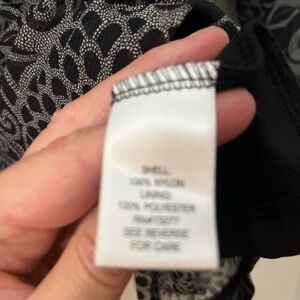 SHELL:
100% NYLON
LINING:
100% POLYESTER
SEE REVERSE
FOR CARE